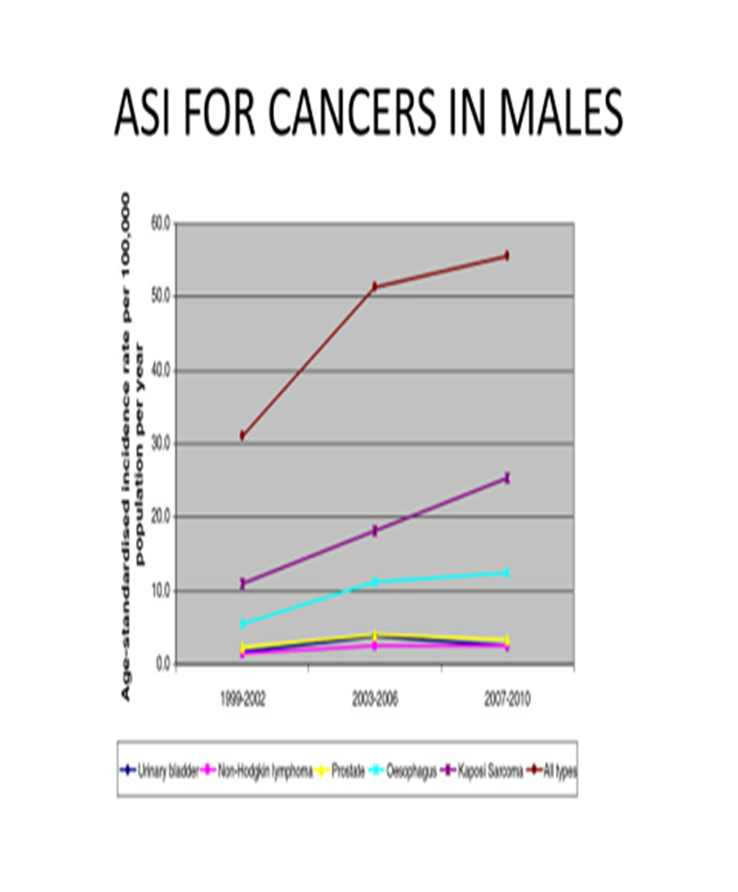 ASI FOR CANCERS IN MALES
Age-standardised incidence rate per 100,000
population per year
60.0
50.0
40.0
30.0
20.0
10.0
0.0
1999-2002 2003-2006 2007-2010
Urinary bladder Non-Hodgkin lymphoma Prostate Oesophagus Kaposi Sarcoma All types